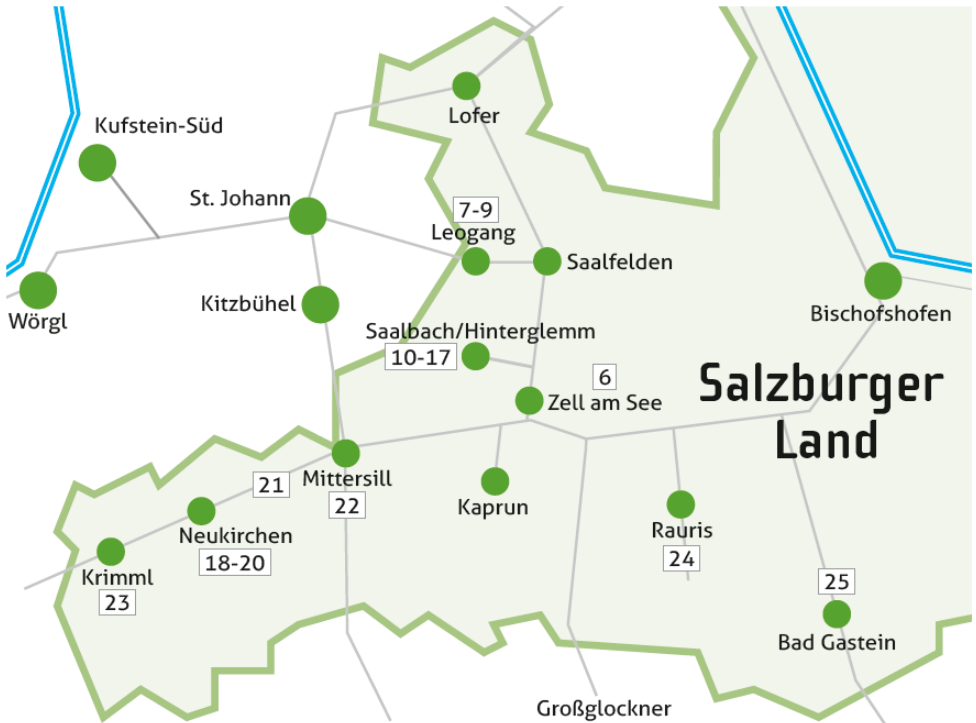 Lofer
Kufstein-Süd
St. Johann
7-9
Leogang
Saalfelden
Wörgl
Kitzbühel
Bischofshofen
Saalbach/Hinterglemm
10-17
6
Zell am See
Salzburger
Land
Mittersill
22
21
Kaprun
Neukirchen
18-20
Rauris
24
Krimml
23
25
Bad Gastein
Großglockner